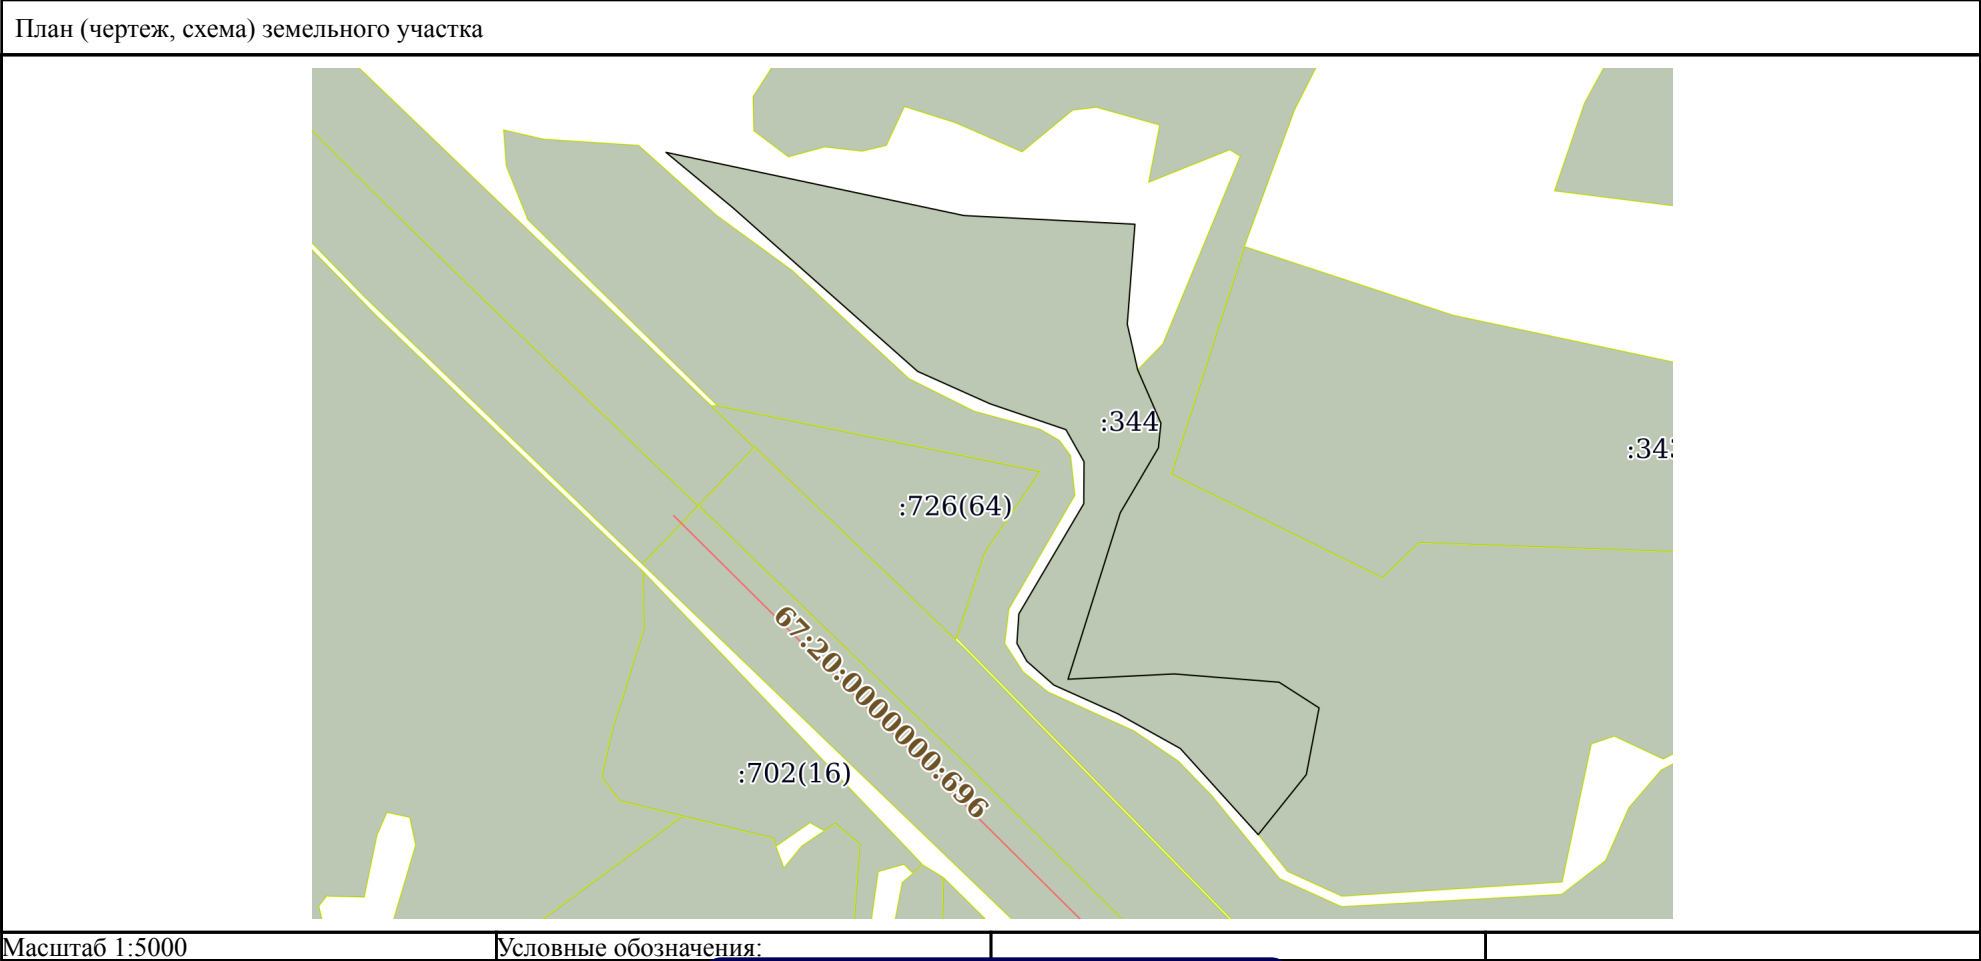 План (чертеж, схема) земельного участка
:344
:726(64)
67:20:0000000:696
:702(16)
Масштаб 1:5000
Условные обозначения: